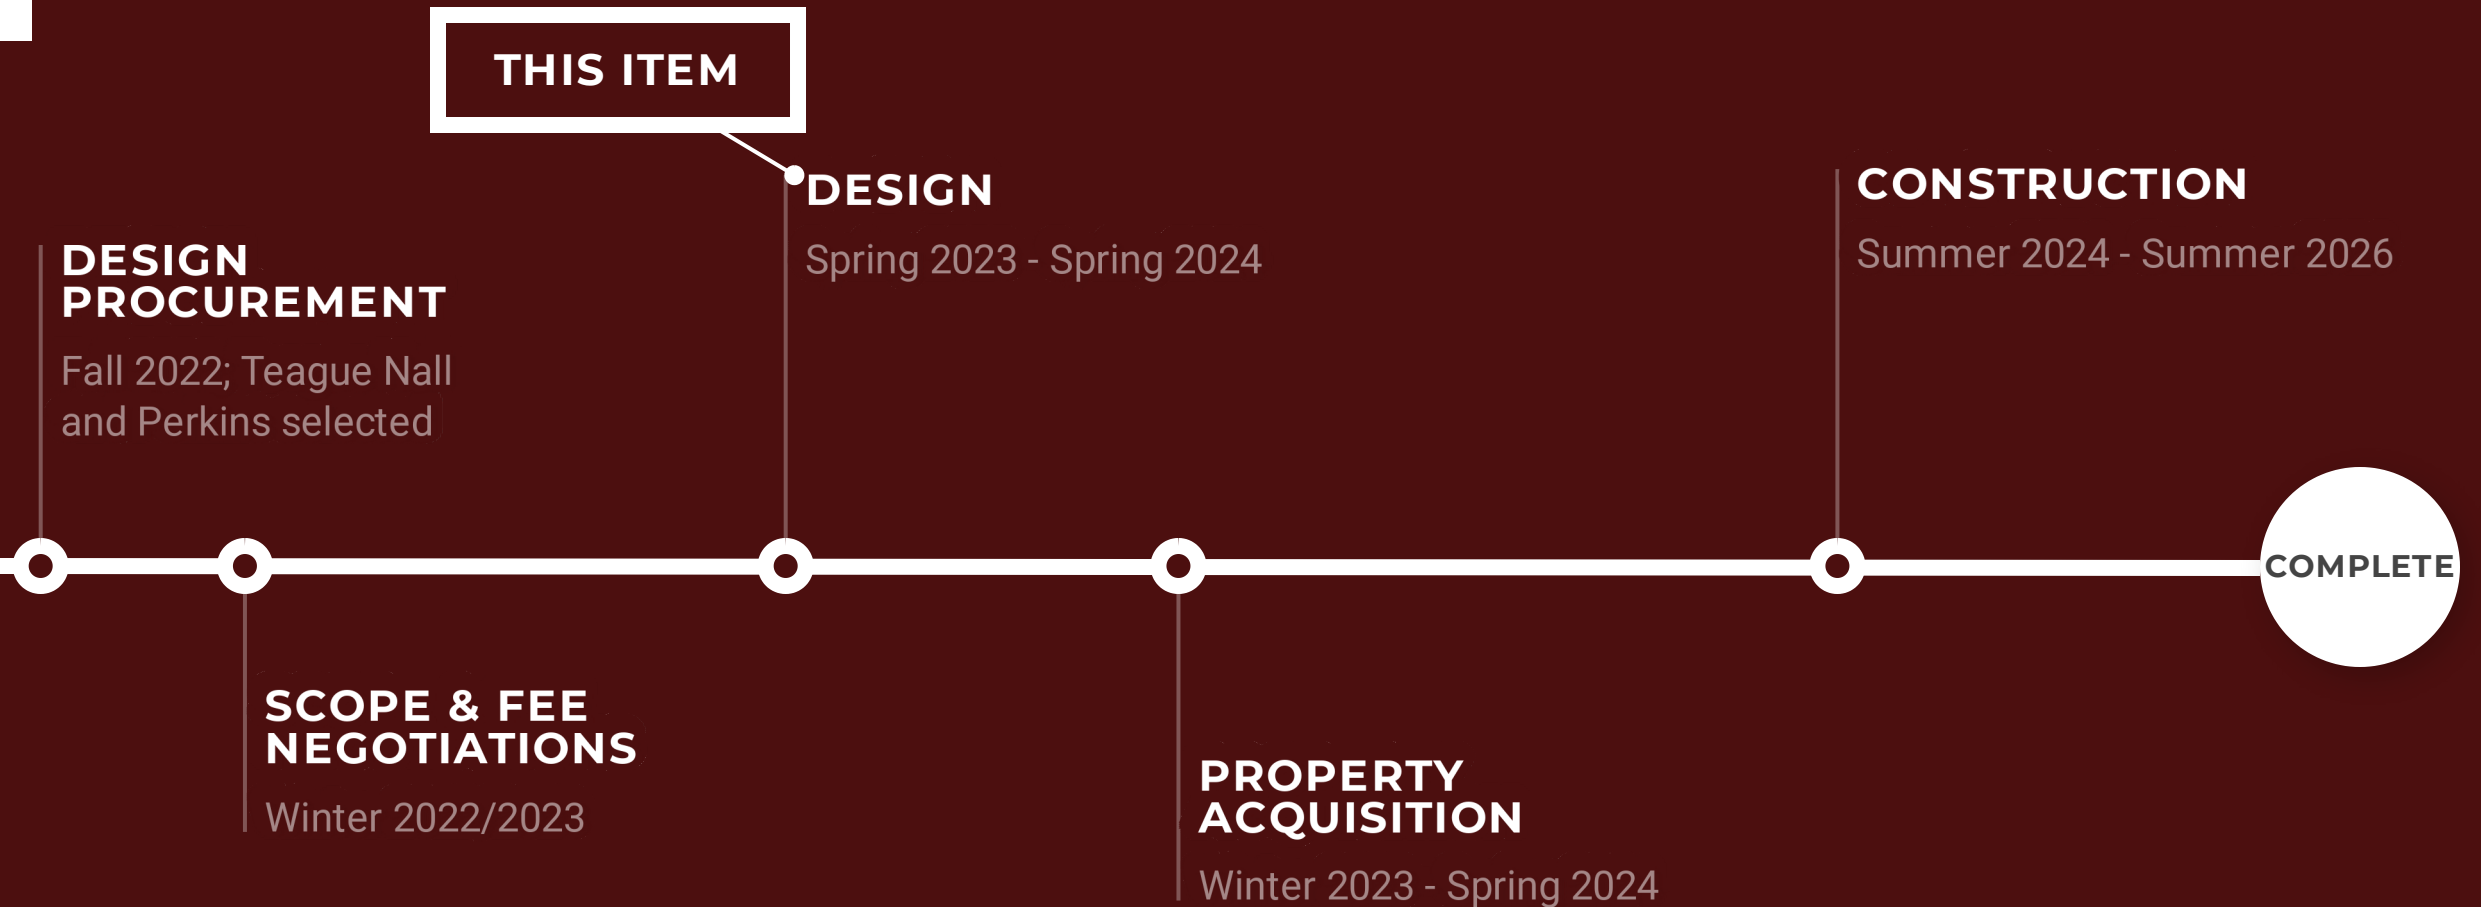 THIS ITEM
DESIGN
Spring 2023 - Spring 2024
CONSTRUCTION
Summer 2024 - Summer 2026
DESIGN
PROCUREMENT
Fall 2022; Teague Nall
and Perkins selected
COMPLETE
SCOPE & FEE
NEGOTIATIONS
Winter 2022/2023
PROPERTY
ACQUISITION
Winter 2023 - Spring 2024